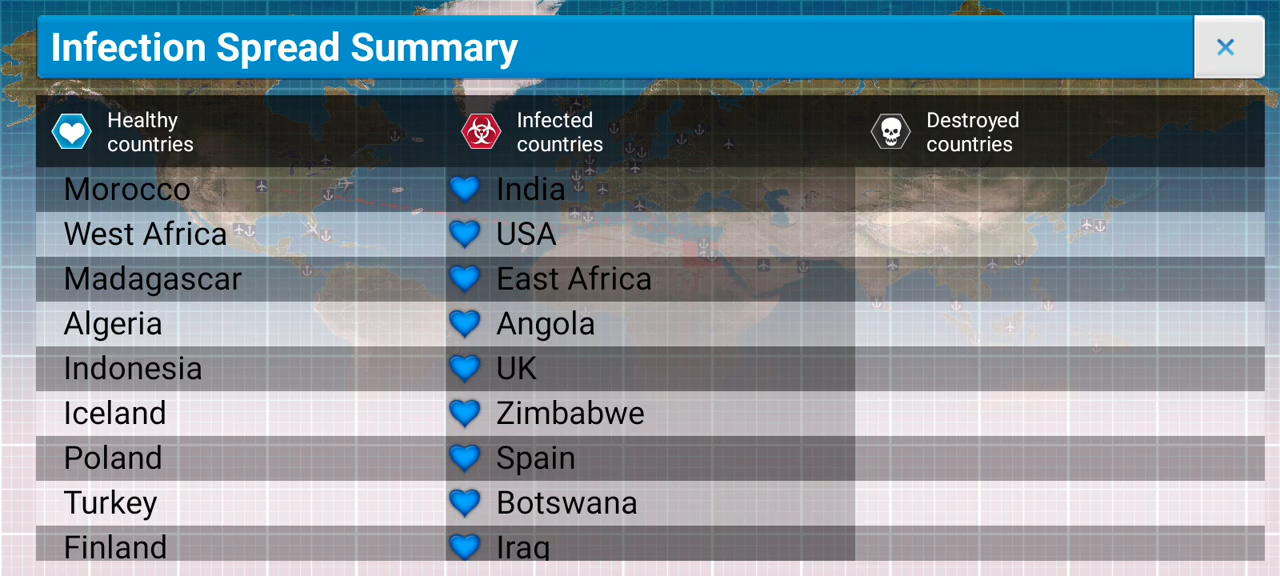 Infection Spread Summary
Healthy countries
Infected countries
Destroyed countries
Morocco India
West Africa USA
Madagascar East Africa
Algeria Angola
Indonesia UK
Iceland Zimbabwe
Poland Spain
Turkey Botswana
Finland Iraq